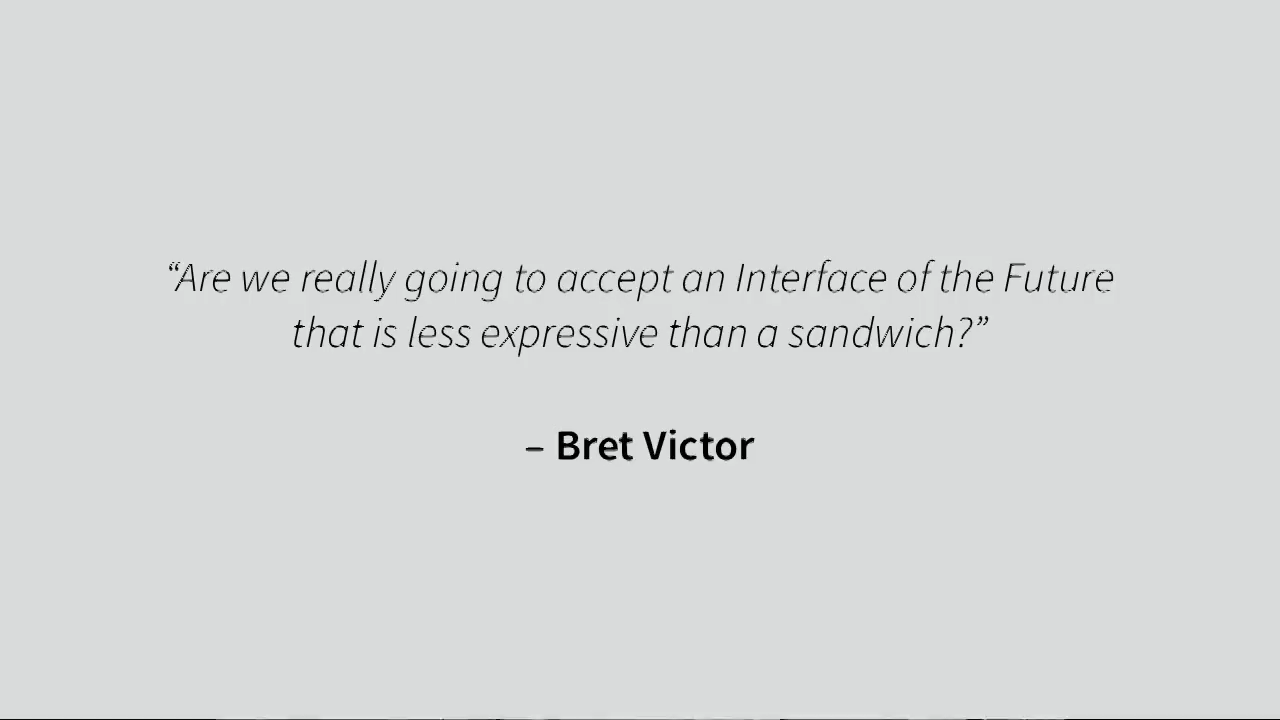 “Are we really going to accept an Interface of the Future
that is less expressive than a sandwich?”
– Bret Victor